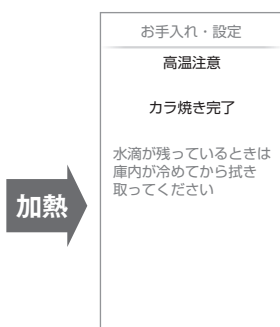 お手入れ・設定
高温注意
カラ焼き完了
水滴が残っているときは
庫内が冷めてから拭き
取ってください
加熱